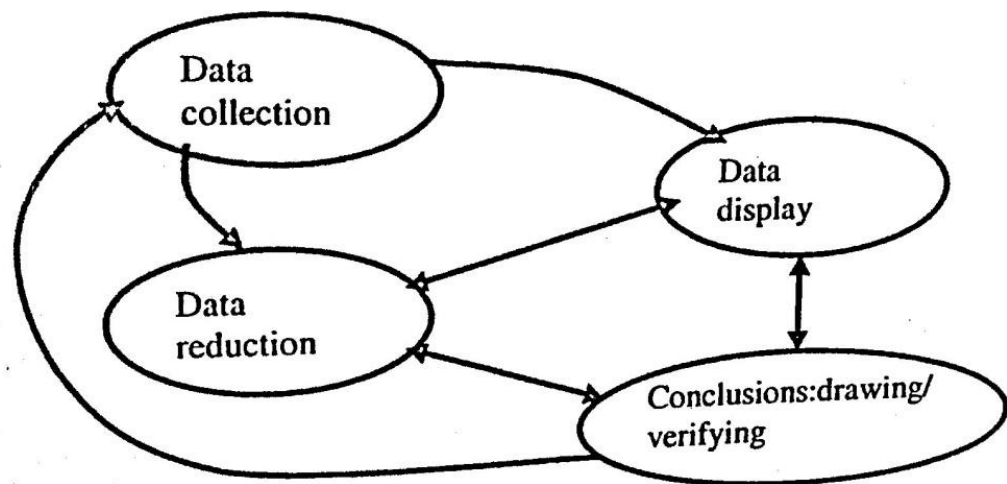 Data
collection
Data
display
Data
reduction
Conclusions:drawing/
verifying